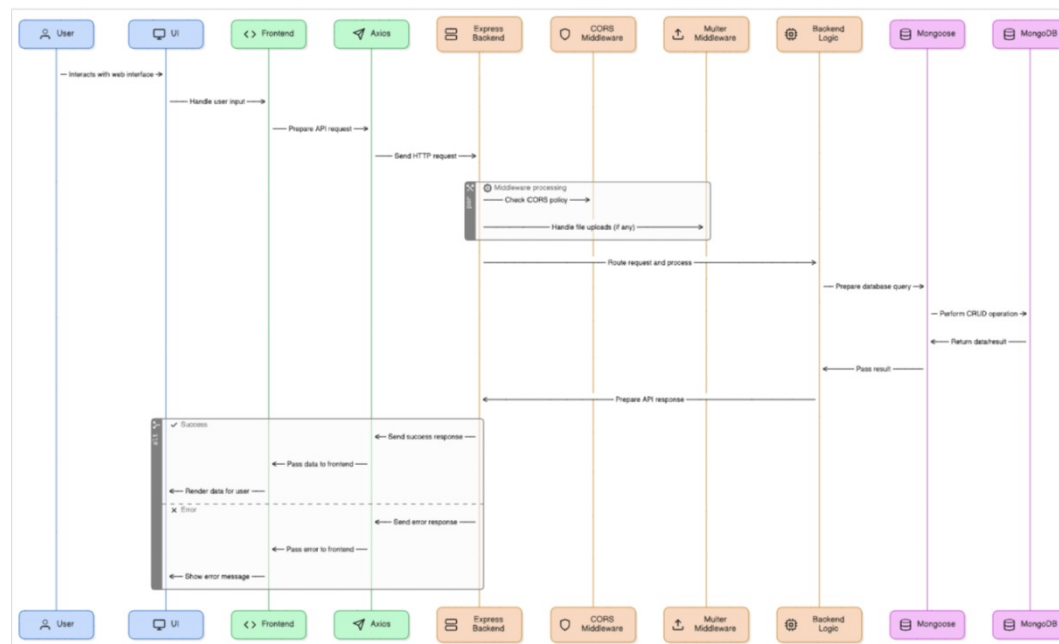 User
UI
Frontend
Axios
Express
Backend
CORS
Middleware
Multer
Middleware
Backend
Logic
Mongoose
MongoDB
Interacts with web interface
Handle user input
Prepare API request
Send HTTP request
par
Middleware processing
Check CORS policy
Handle file uploads (if any)
Route request and process
Prepare database query
Perform CRUD operation
Return data/result
Pass result
Prepare API response
alt
Success
Send success response
Pass data to frontend
Render data for user
Error
Send error response
Pass error to frontend
Show error message
User
UI
Frontend
Axios
Express
Backend
CORS
Middleware
Multer
Middleware
Backend
Logic
Mongoose
MongoDB